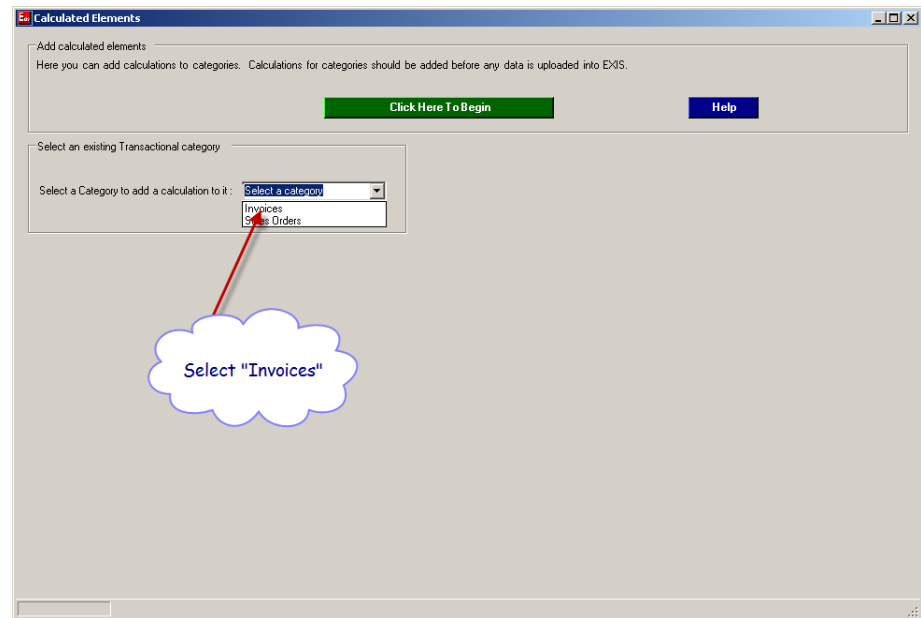 Calculated Elements
Add calculated elements
Here you can add calculations to categories. Calculations for categories should be added before any data is uploaded into EXIS.
Click Here To Begin
Help
Select an existing Transactional category
Select a Category to add a calculation to it :
Select a category
Invoices
Sales Orders
Select "Invoices"